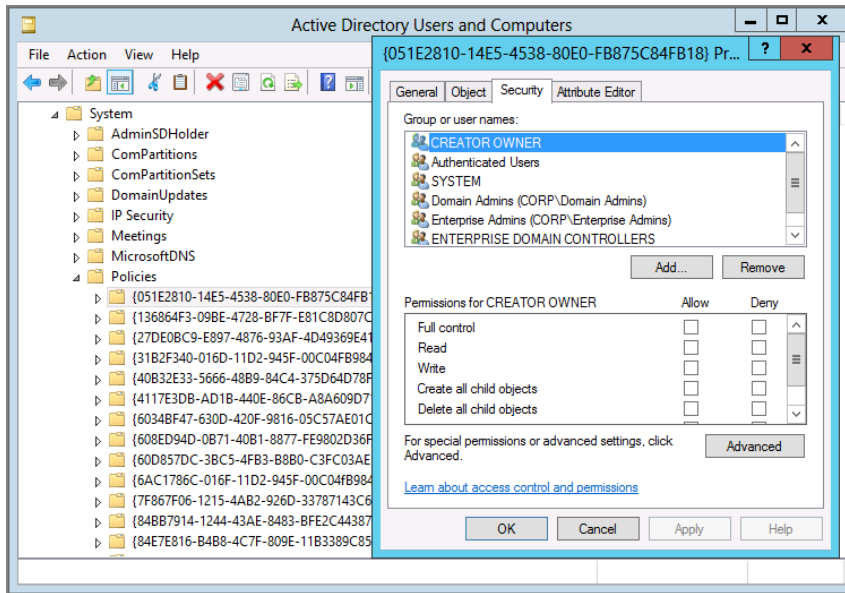 Active Directory Users and Computers
File Action View Help
{051E2810-14E5-4538-80E0-FB875C84FB18} Pr...
?
x
General Object Security Attribute Editor
Group or user names:
CREATOR OWNER
Authenticated Users
SYSTEM
Domain Admins (CORP\Domain Admins)
Enterprise Admins (CORP\Enterprise Admins)
ENTERPRISE DOMAIN CONTROLLERS
Add... Remove
Permissions for CREATOR OWNER Allow Deny
Full control
Read
Write
Create all child objects
Delete all child objects
For special permissions or advanced settings, click
Advanced.
Advanced
Learn about access control and permissions
OK Cancel Apply Help
System
AdminSDHolder
ComPartitions
ComPartitionSets
DomainUpdates
IP Security
Meetings
MicrosoftDNS
Policies
{051E2810-14E5-4538-80E0-FB875C84FB1
{136864F3-09BE-4728-BF7F-E81C8D807C
{27DE0BC9-E897-4876-93AF-4D49369E41
{31B2F340-016D-11D2-945F-00C04FB984
{40B32E33-5666-48B9-84C4-375D64D78F
{4117E3DB-AD1B-440E-86CB-A8A609D7
{6034BF47-630D-420F-9816-05C57AE01C
{608ED94D-0B71-40B1-8877-FE9802D36F
{60D857DC-3BC5-4FB3-B8B0-C3FC03AE
{6AC1786C-016F-11D2-945F-00C04fB984
{7F867F06-1215-4AB2-926D-33787143C6
{84BB7914-1244-43AE-8483-BFE2C44387
{84E7E816-B4B8-4C7F-809E-11B3389C85